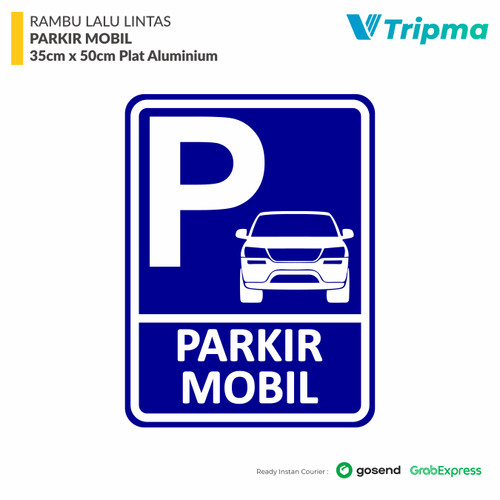 RAMBU LALU LINTAS
PARKIR MOBIL
35cm x 50cm Plat Aluminium
Tripma
P
PARKIR
MOBIL
Ready Instan Courier :
gosend
GrabExpress